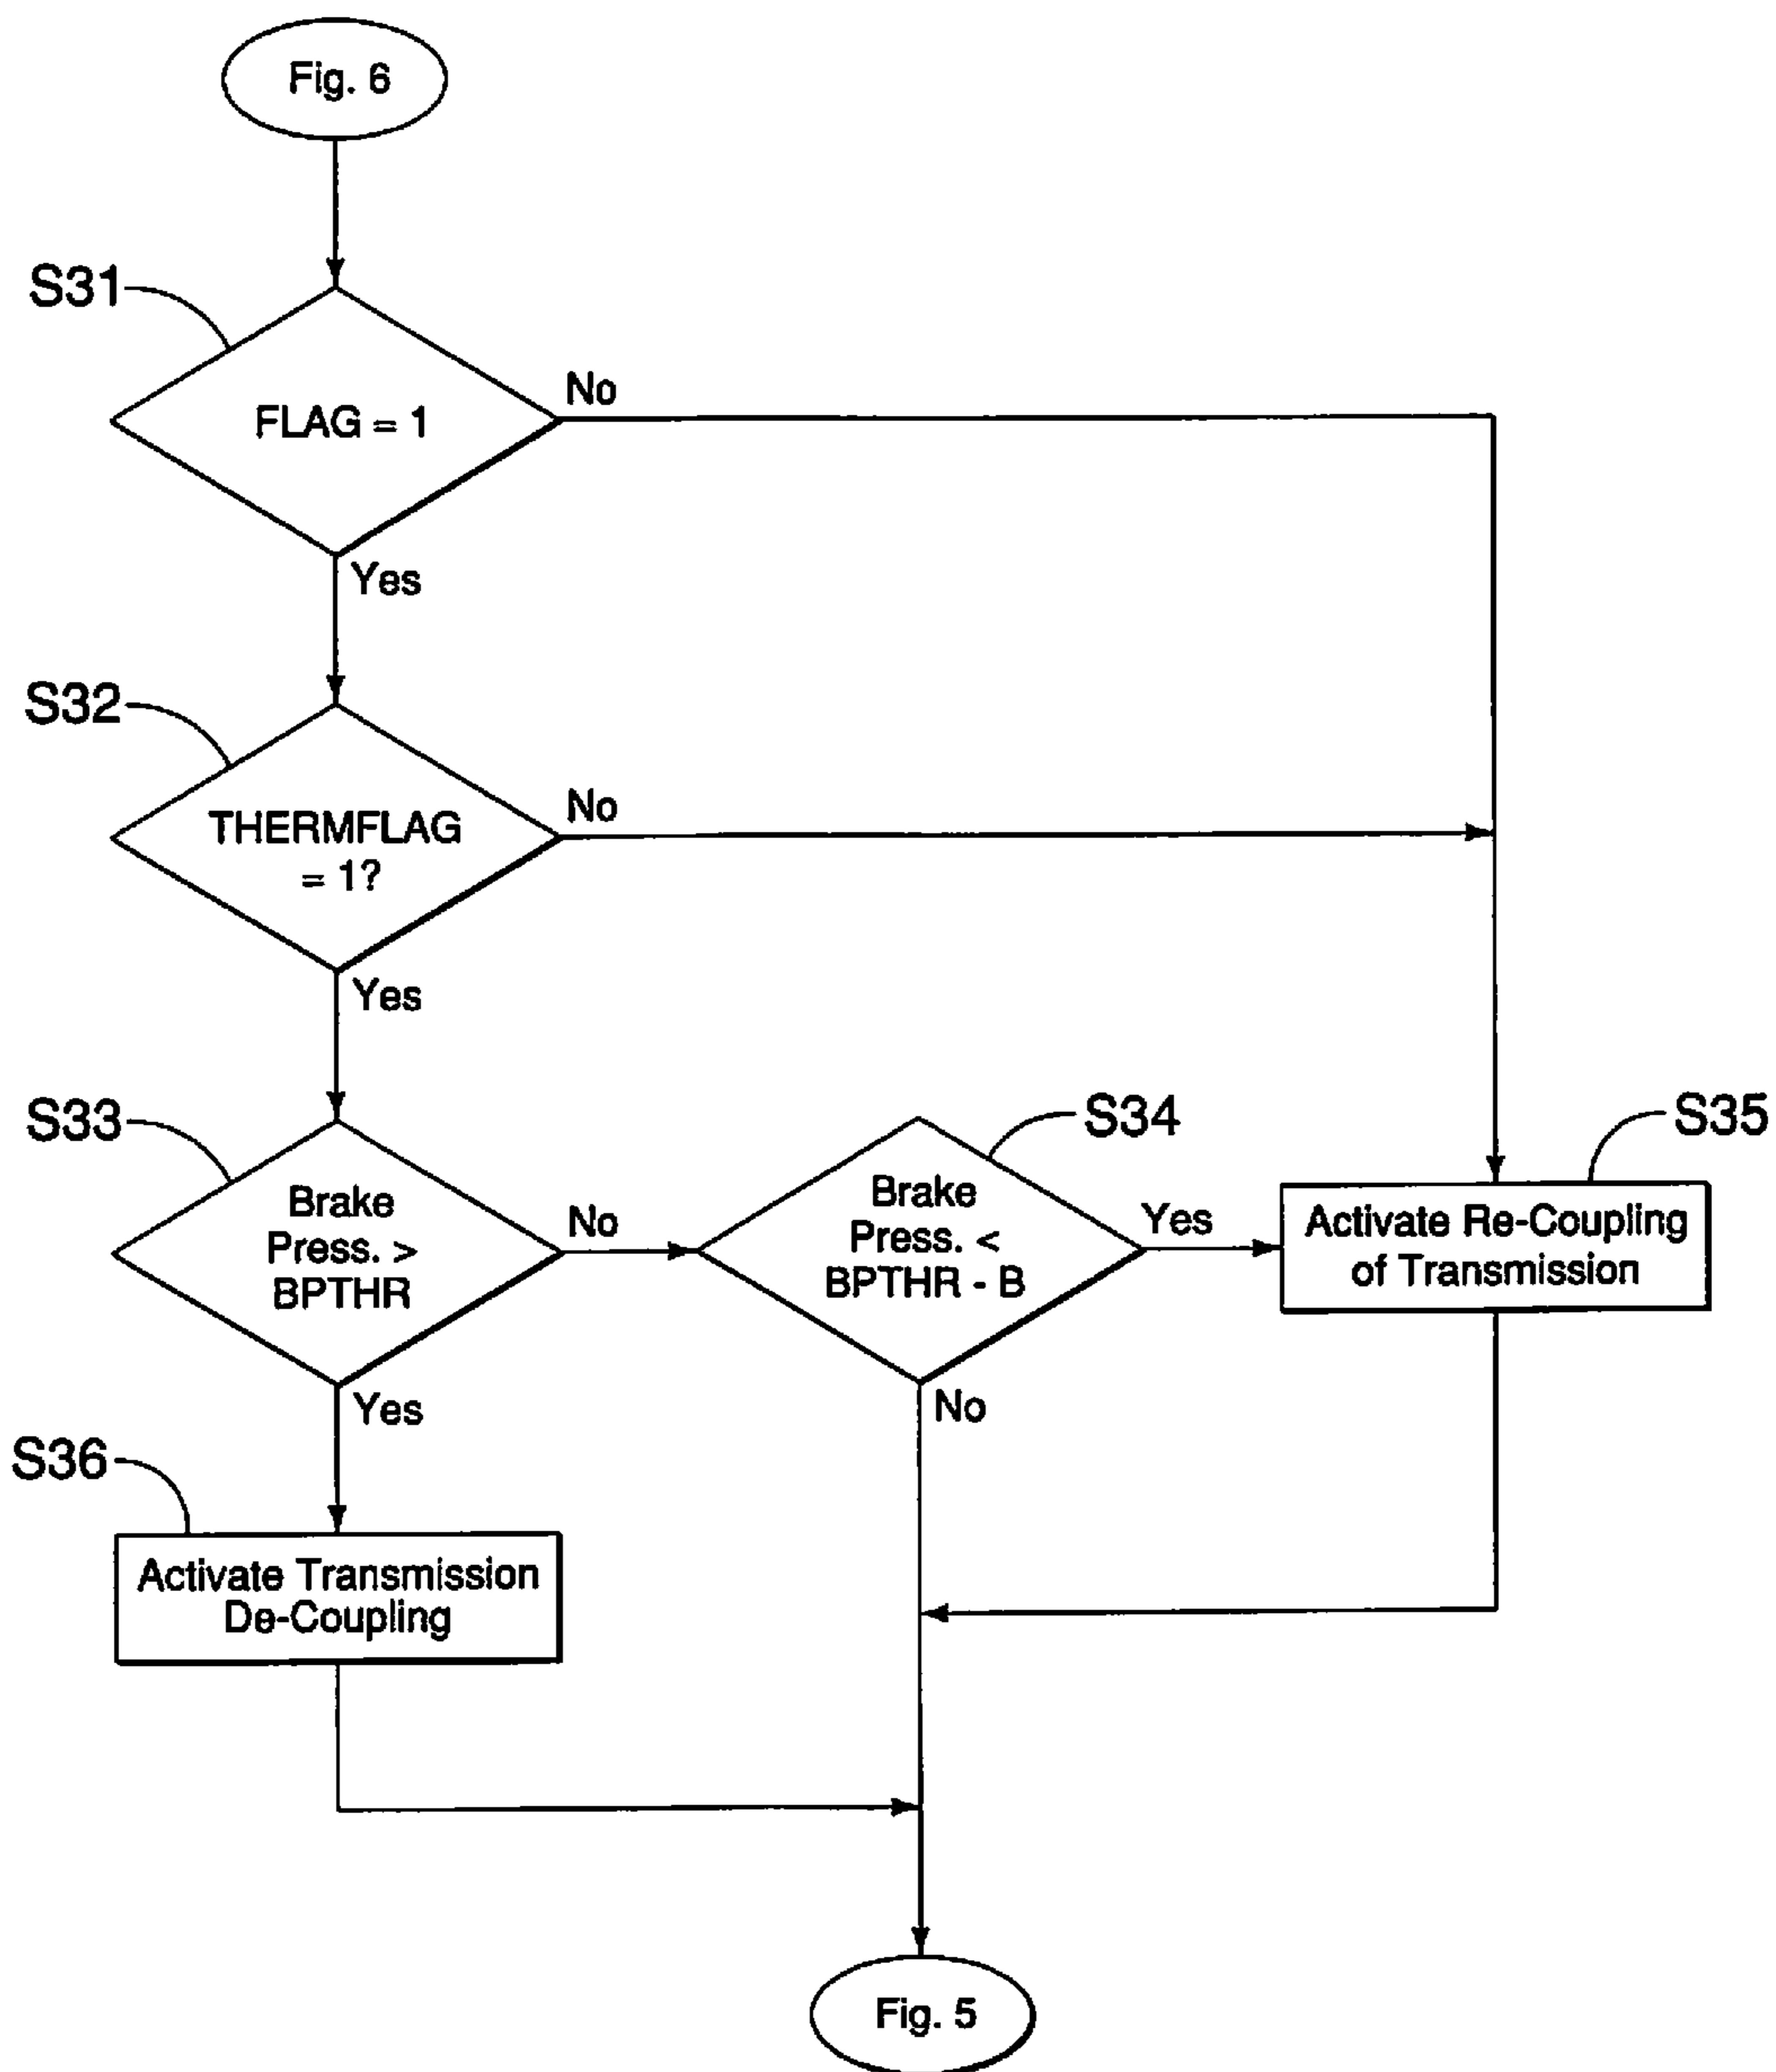 Fig. 6
S31
FLAG = 1
No
Yes
S32
THERMFLAG
= 1?
No
Yes
S33
Brake
Press. >
BPTHR
No
S34
Brake
Press. <
BPTHR - B
Yes
S35
Activate Re-Coupling
of Transmission
Yes
No
S36
Activate Transmission
De-Coupling
Fig. 5